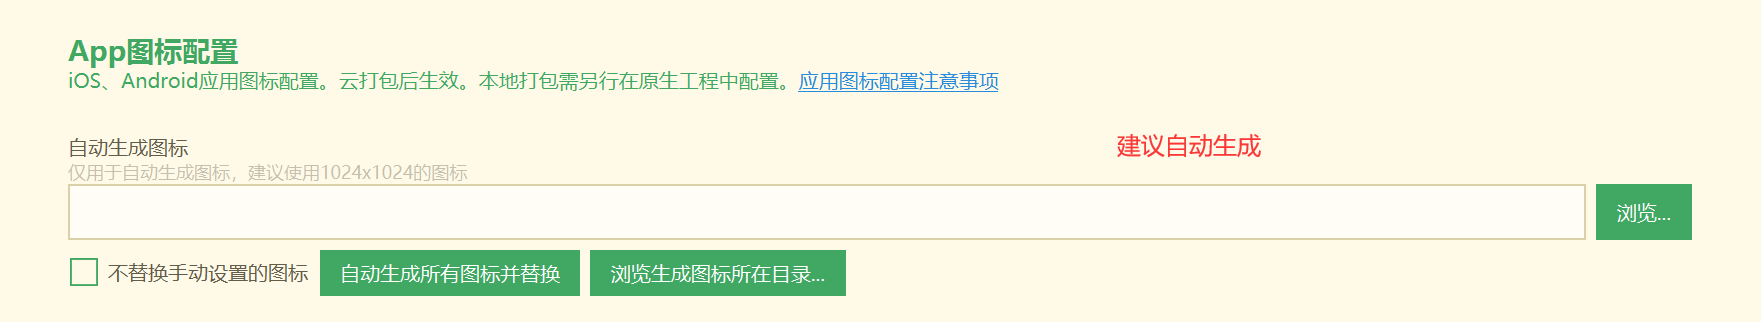 App图标配置
iOS、Android应用图标配置。云打包后生效。本地打包需另行在原生工程中配置。应用图标配置注意事项
自动生成图标
建议自动生成
仅用于自动生成图标，建议使用1024x1024的图标
浏览...
不替换手动设置的图标
自动生成所有图标并替换
浏览生成图标所在目录...